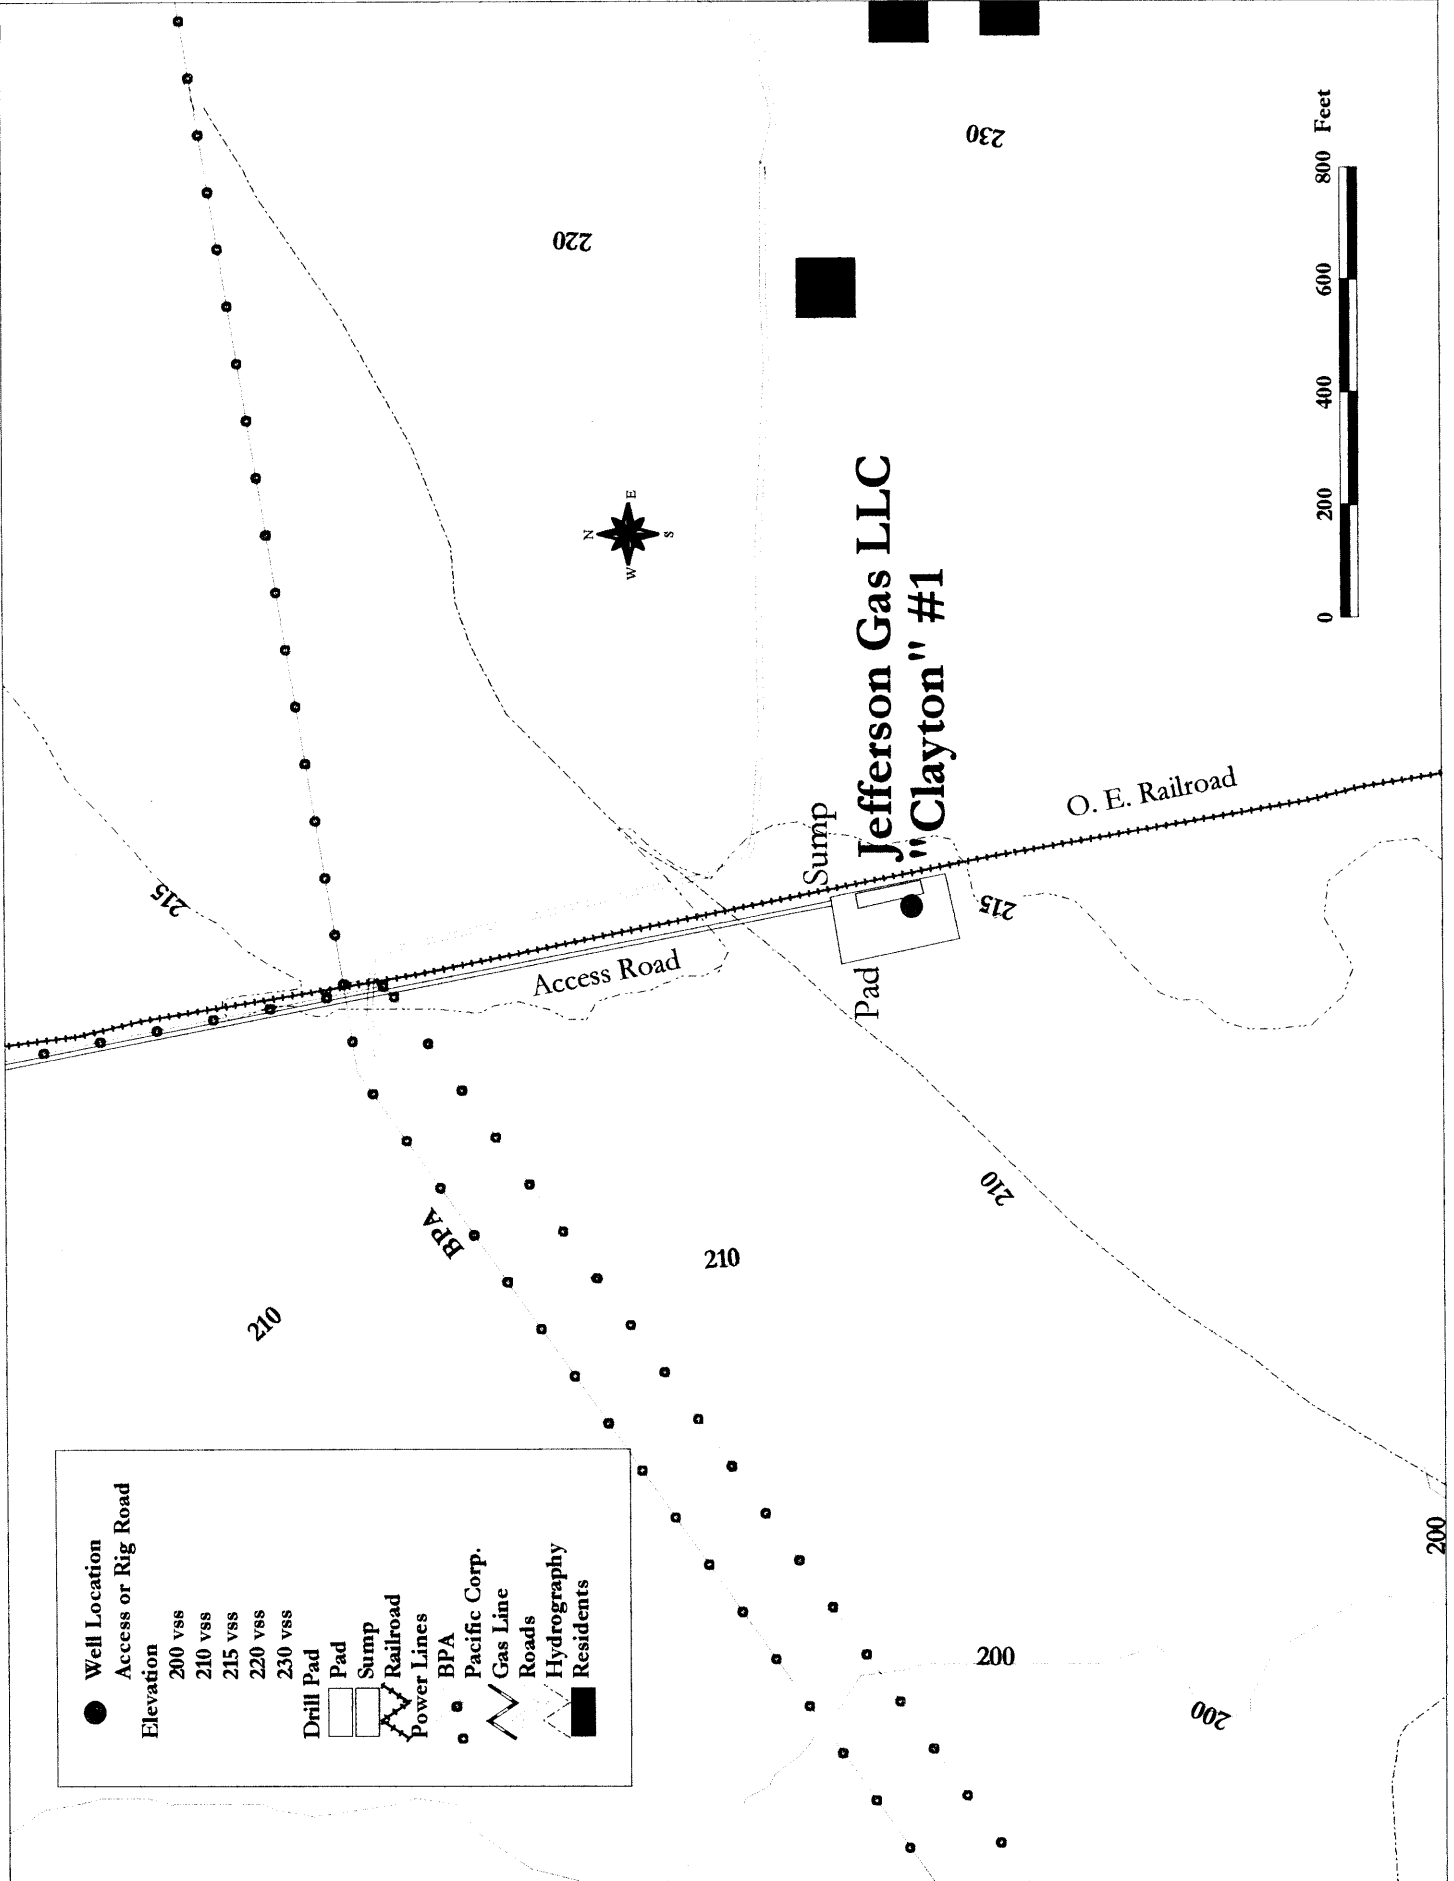 Well Location
Access or Rig Road
Elevation
200 vss
210 vss
215 vss
220 vss
230 vss
Drill Pad
Pad
Sump
Railroad
Power Lines
BPA
Pacific Corp.
Gas Line
Roads
Hydrography
Residents
210
BPA
215
220
230
N
W
E
S
Access Road
210
Sump
Pad
Jefferson Gas LLC
"Clayton" #1
215
210
O. E. Railroad
200
200
200
0 200 400 600 800 Feet